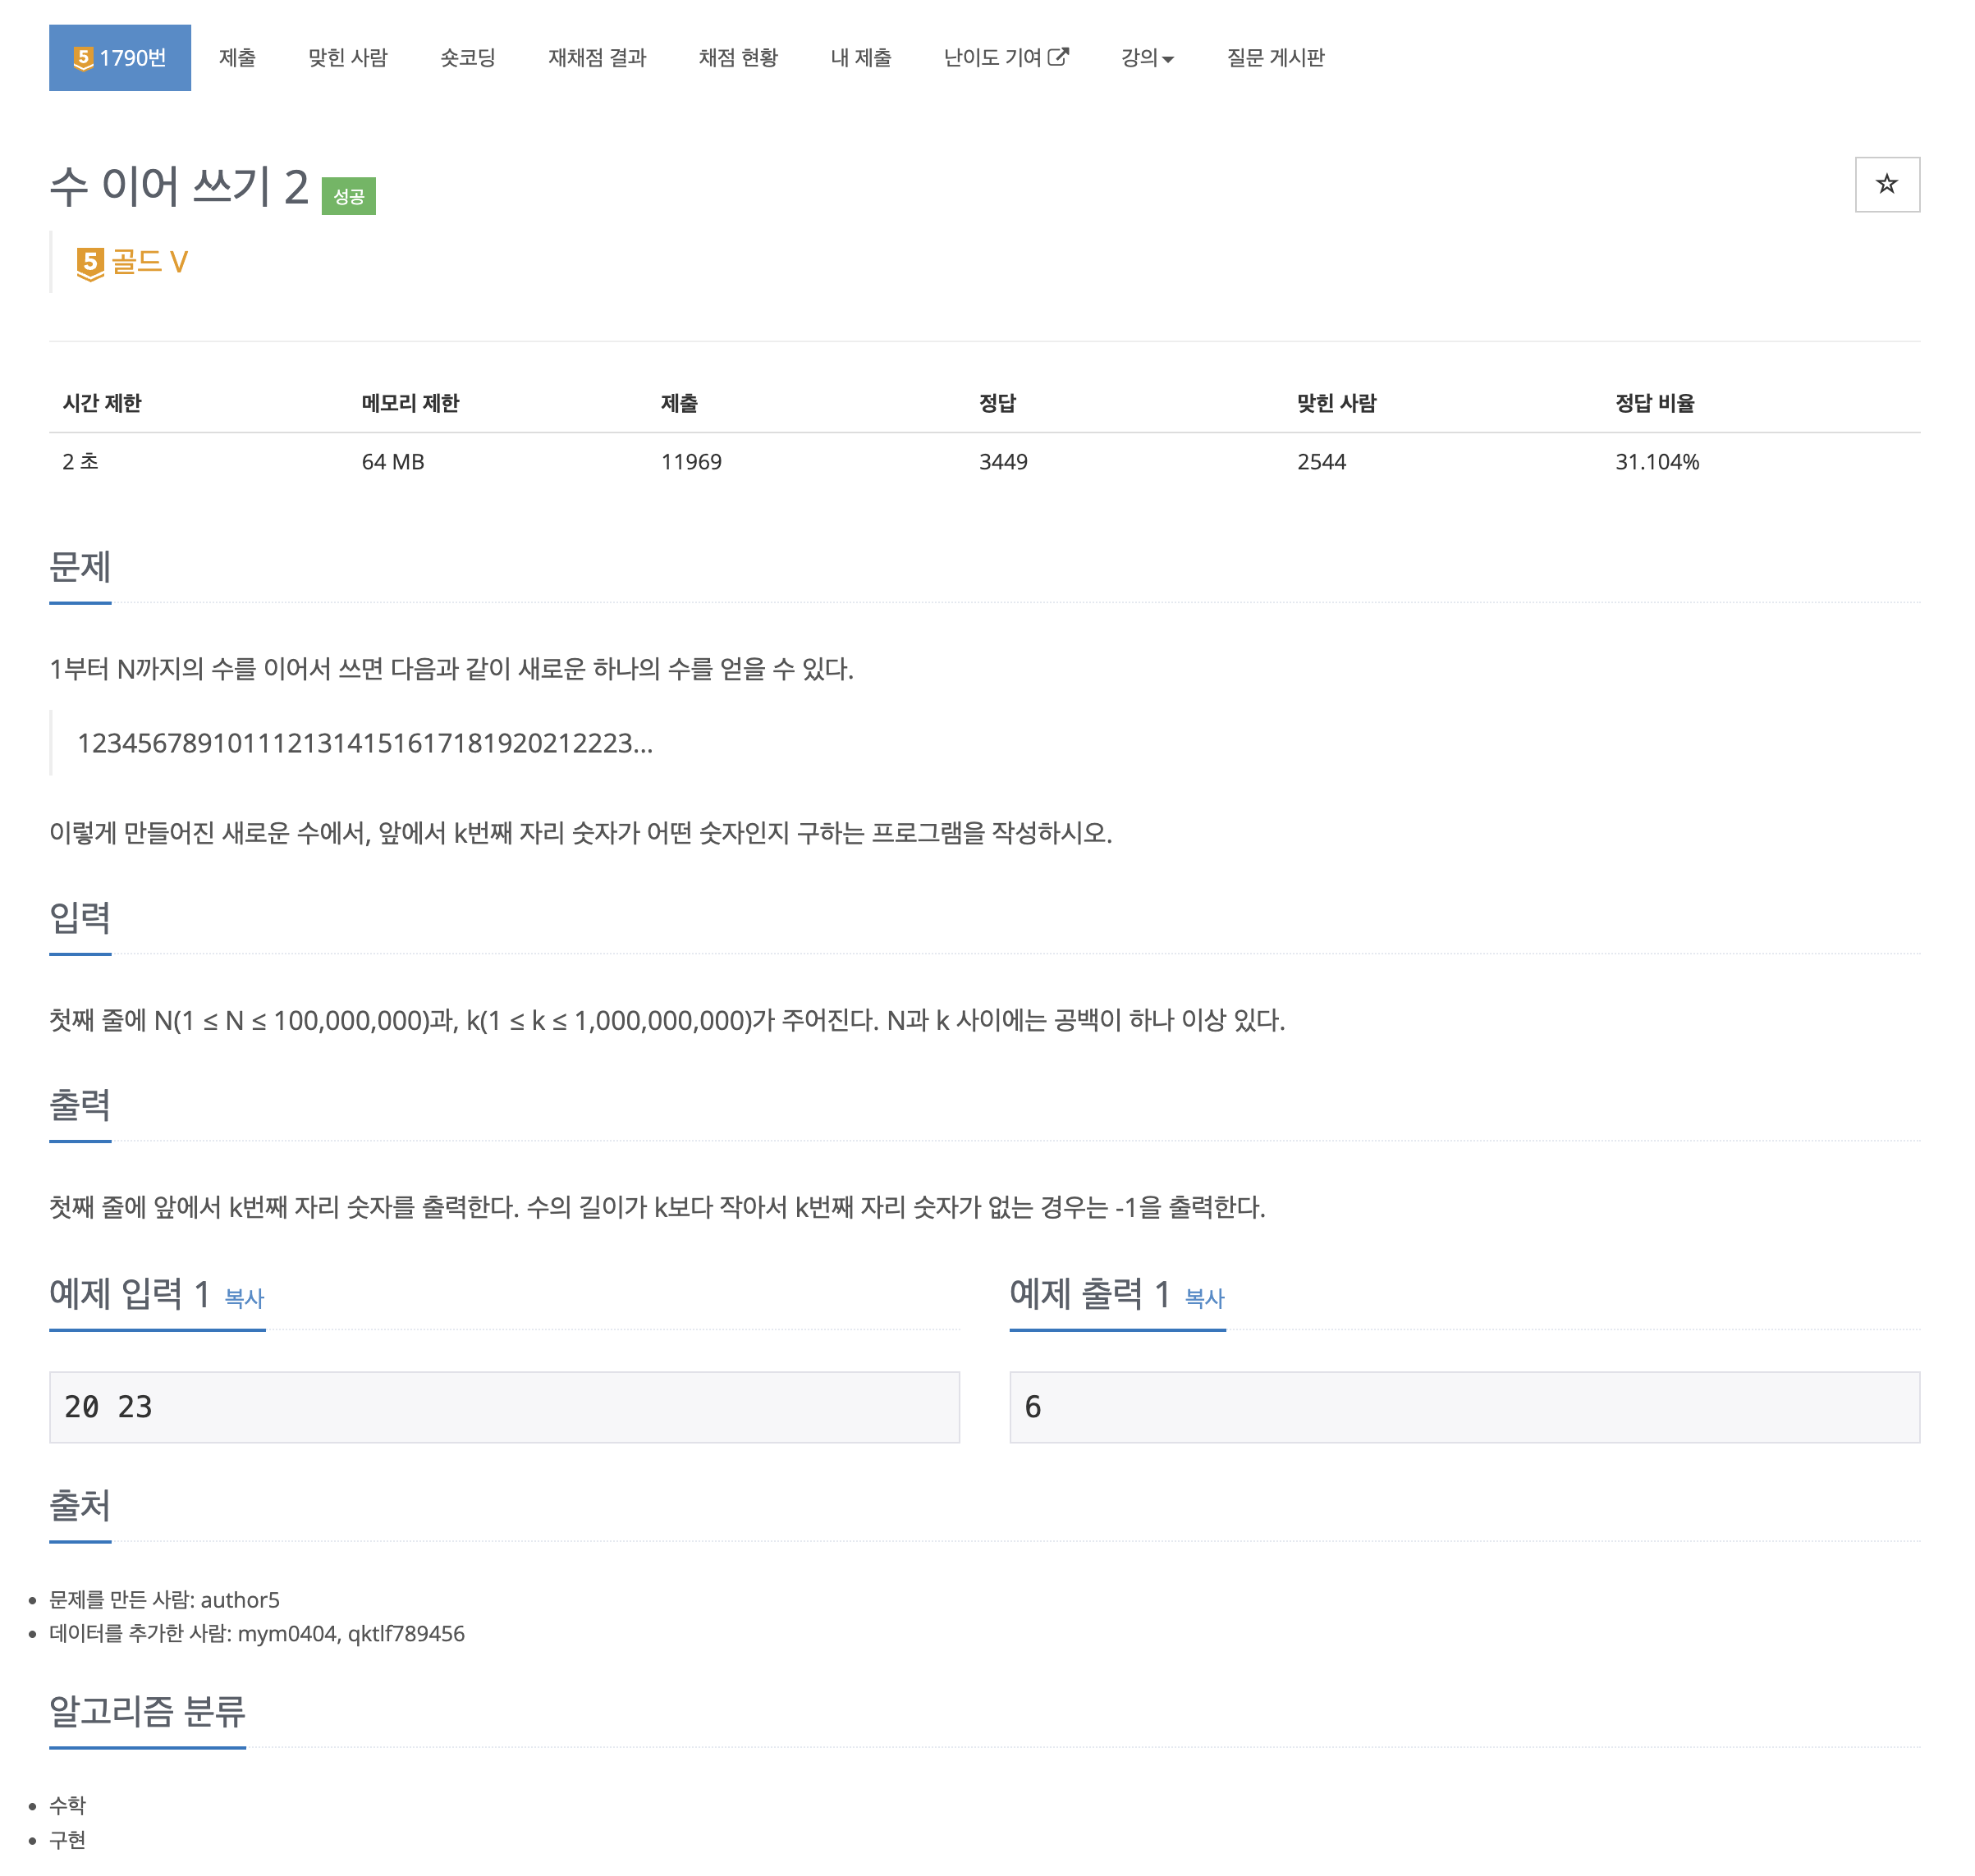 5 1790번 제출 맞힌 사람 숏코딩 재채점 결과 채점 현황 내 제출 난이도 기여 강의 질문 게시판
수 이어 쓰기 2 성공
5 골드 V
시간 제한 메모리 제한 제출 정답 맞힌 사람 정답 비율
2 초 64 MB 11969 3449 2544 31.104%
문제
1부터 N까지의 수를 이어서 쓰면 다음과 같이 새로운 하나의 수를 얻을 수 있다.
1234567891011121314151617181920212223...
이렇게 만들어진 새로운 수에서, 앞에서 k번째 자리 숫자가 어떤 숫자인지 구하는 프로그램을 작성하시오.
입력
첫째 줄에 N(1 ≤ N ≤ 100,000,000)과, k(1 ≤ k ≤ 1,000,000,000)가 주어진다. N과 k 사이에는 공백이 하나 이상 있다.
출력
첫째 줄에 앞에서 k번째 자리 숫자를 출력한다. 수의 길이가 k보다 작아서 k번째 자리 숫자가 없는 경우는 -1을 출력한다.
예제 입력 1 복사
20 23
예제 출력 1 복사
6
출처
문제를 만든 사람: author5
데이터를 추가한 사람: mym0404, qktlf789456
알고리즘 분류
수학
구현